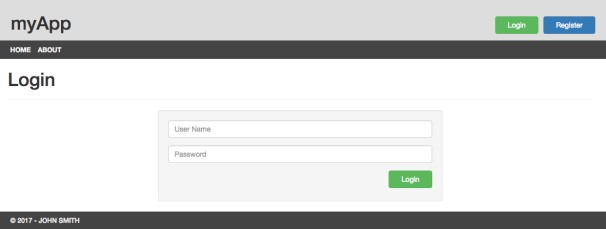 myApp
Login Register
HOME ABOUT
Login
User Name
Password
Login
© 2017 - JOHN SMITH